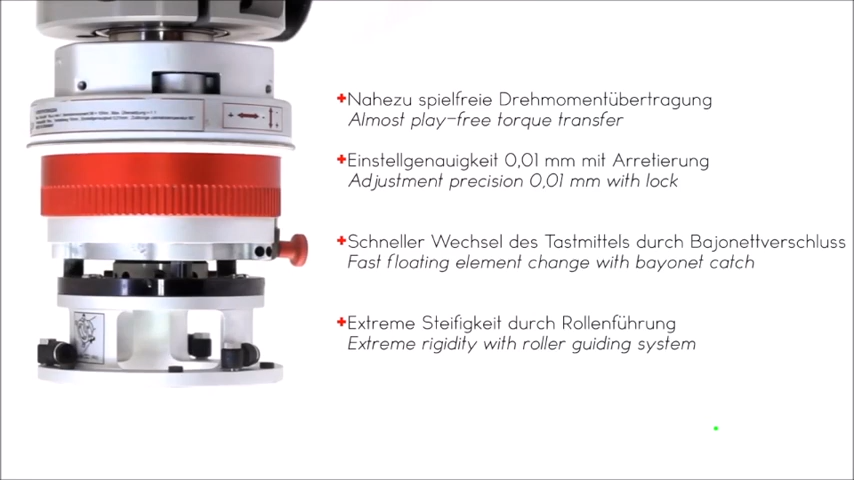 +Nahezu spielfreie Drehmomentübertragung
Almost play-free torque transfer
+Einstellgenauigkeit 0,01 mm mit Arretierung
Adjustment precision 0,01 mm with lock
+Schneller Wechsel des Tastmittels durch Bajonettverschluss
Fast floating element change with bayonet catch
+Extreme Steifigkeit durch Rollenführung
Extreme rigidity with roller guiding system